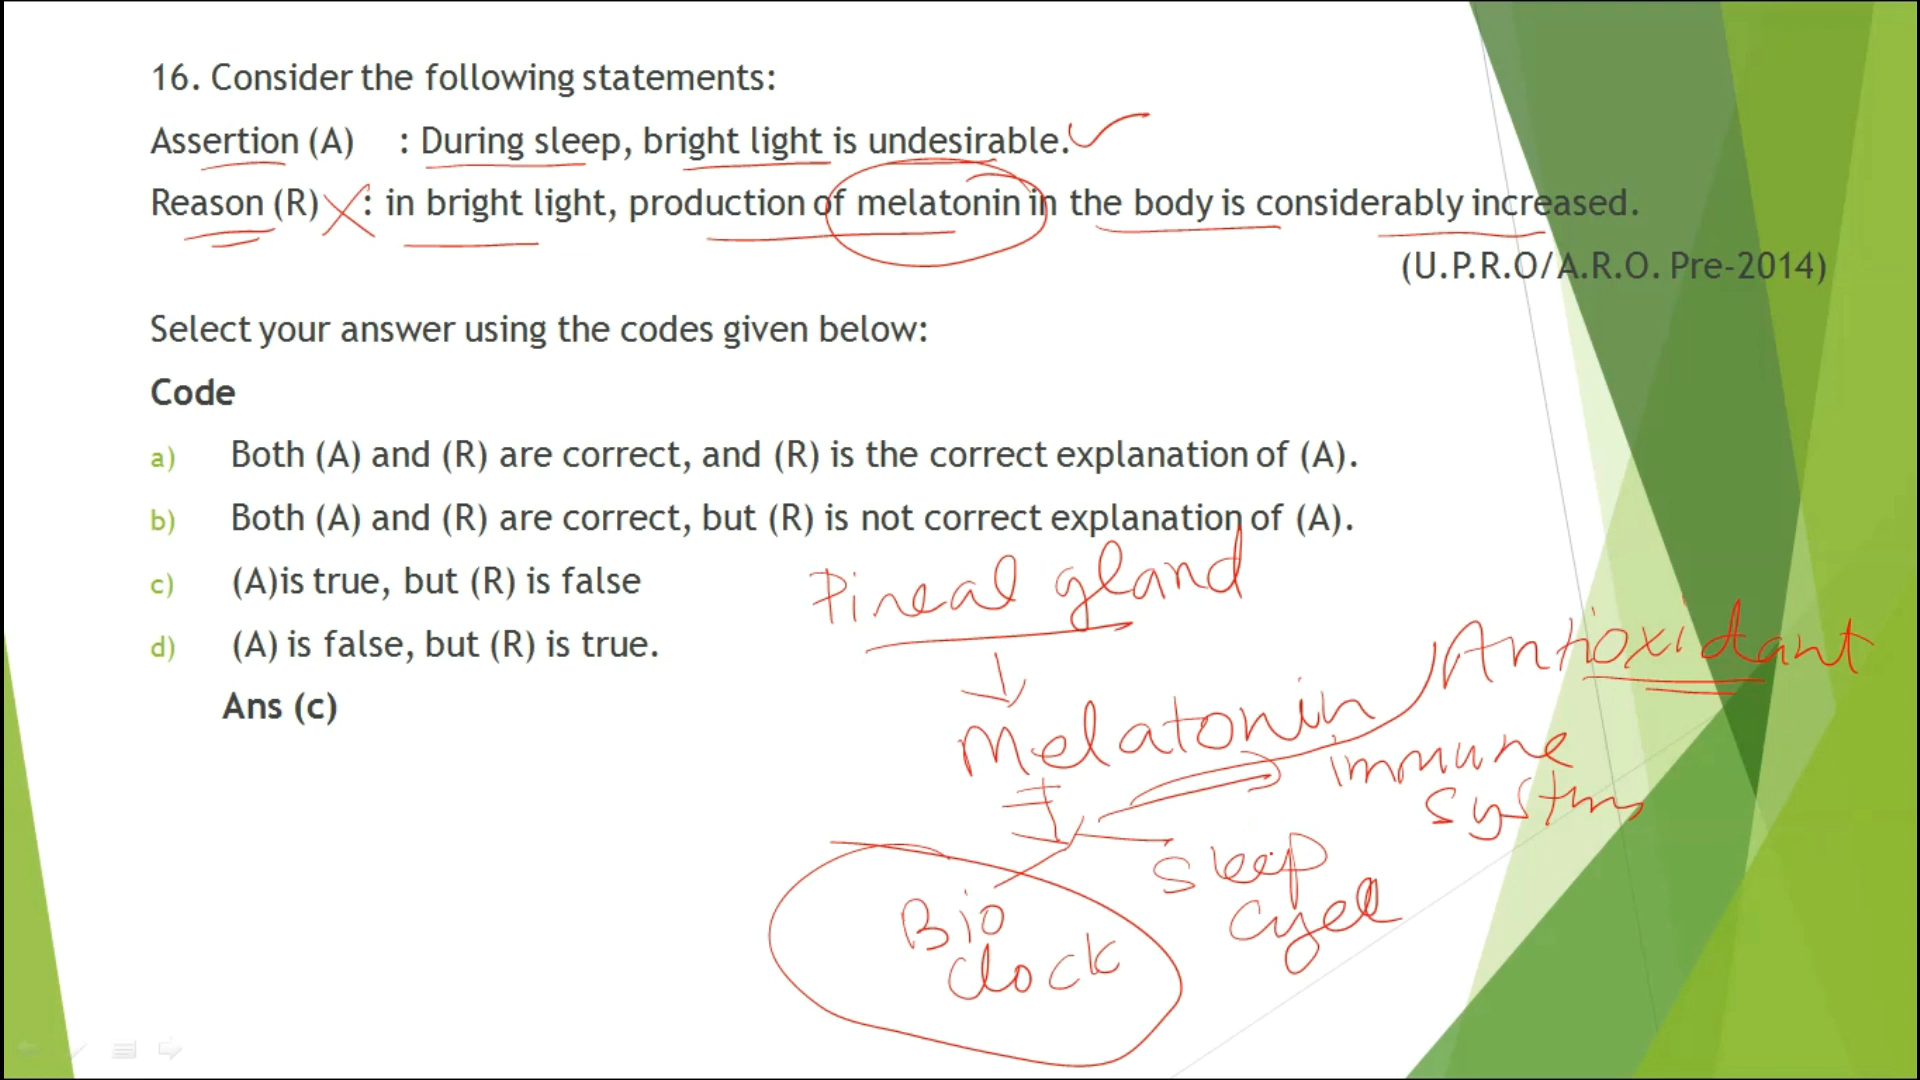 16. Consider the following statements:
Assertion (A) : During sleep, bright light is undesirable.
Reason (R) : in bright light, production of melatonin in the body is considerably increased.
(U.P.R.O/A.R.O. Pre-2014)
Select your answer using the codes given below:
Code
a) Both (A) and (R) are correct, and (R) is the correct explanation of (A).
b) Both (A) and (R) are correct, but (R) is not correct explanation of (A).
c) (A)is true, but (R) is false
d) (A) is false, but (R) is true.
Ans (c)
Pineal gland
Antioxidant
Melatonin
immune
system
Sleep
Bio
clock